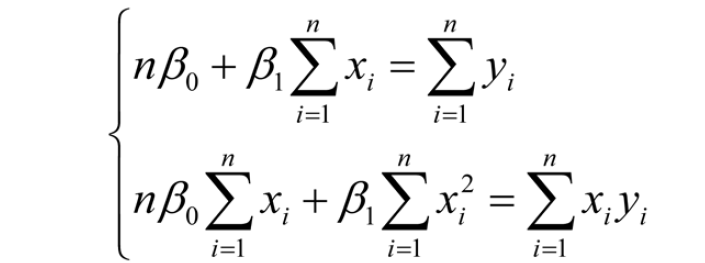 nβ₀ + β₁ ∑ᵢ₌₁ⁿ xᵢ = ∑ᵢ₌₁ⁿ yᵢ
nβ₀ ∑ᵢ₌₁ⁿ xᵢ + β₁ ∑ᵢ₌₁ⁿ xᵢ² = ∑ᵢ₌₁ⁿ xᵢyᵢ